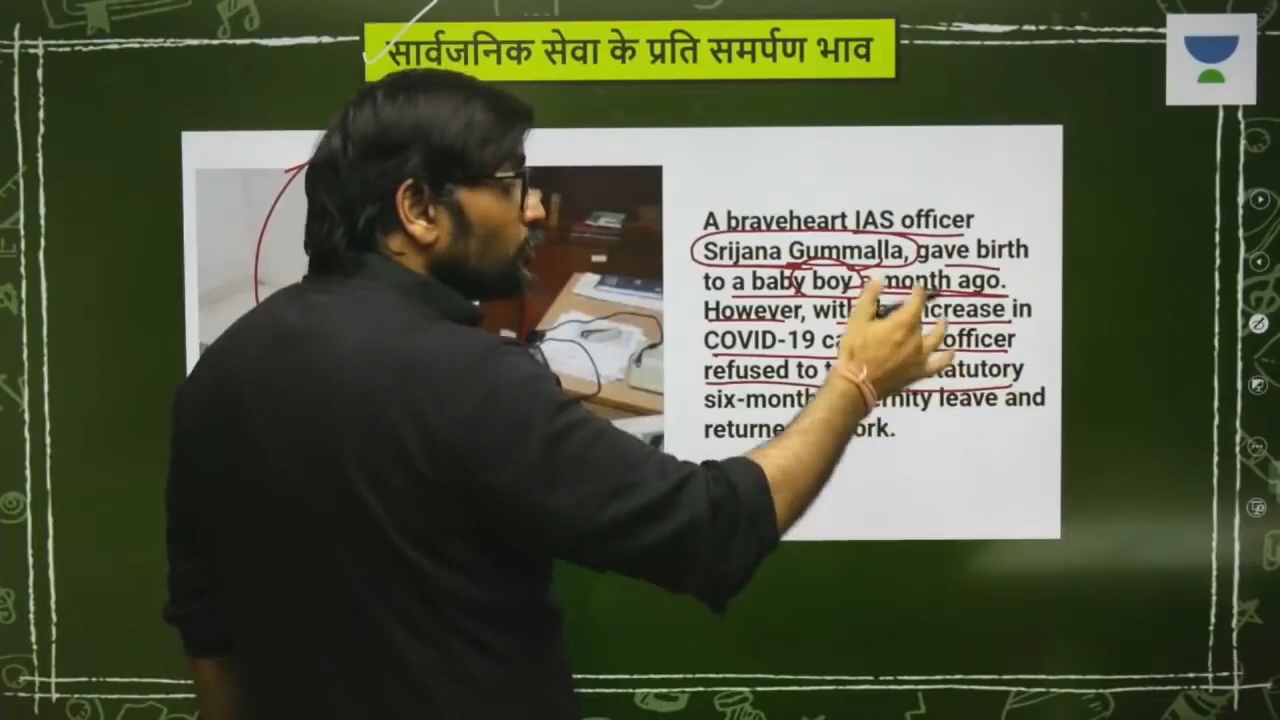 सार्वजनिक सेवा के प्रति समर्पण भाव
A braveheart IAS officer
Srijana Gummalla, gave birth
to a baby boy a month ago.
However, with increase in
COVID-19 officer
refused to statutory
six-month leave and